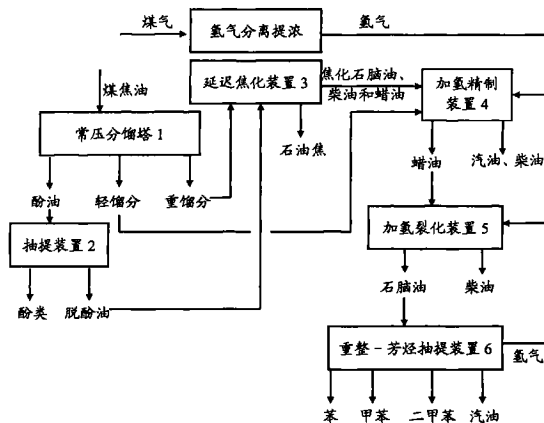 煤气
氢气分离提浓
氢气
煤焦油
延迟焦化装置 3
焦化石脑油、
柴油和蜡油
加氢精制
装置 4
常压分馏塔 1
石油焦
蜡油
汽油、柴油
酚油
轻馏分
重馏分
抽提装置 2
加氢裂化装置 5
酚类
脱酚油
石脑油
柴油
重整-芳烃抽提装置 6
氢气
苯
甲苯
二甲苯
汽油